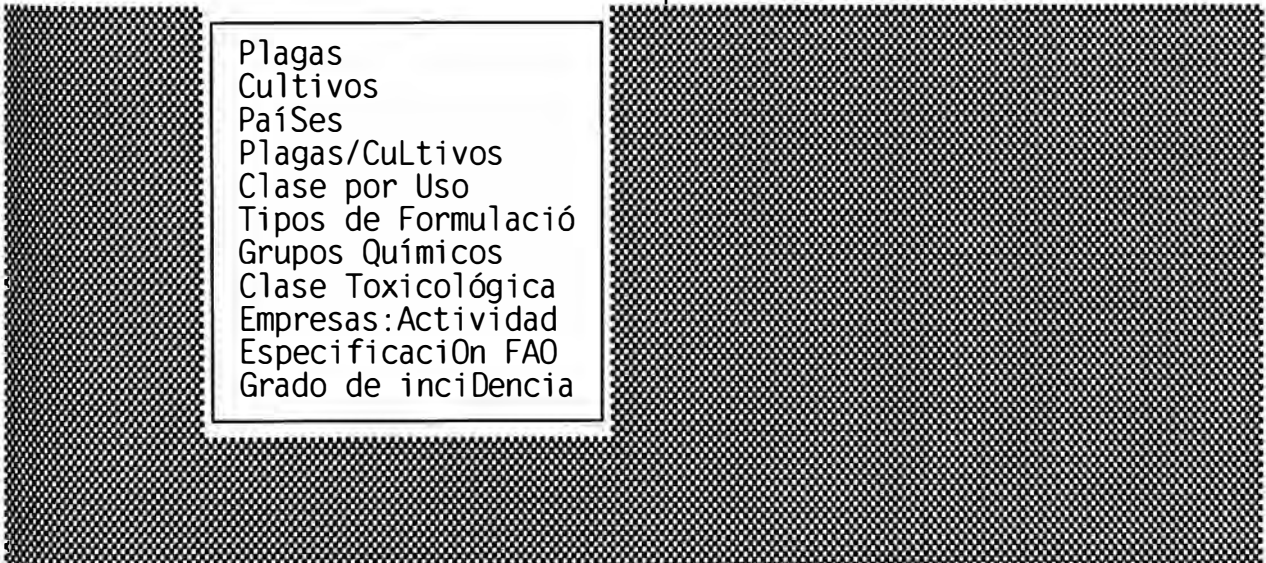 Plagas
Cultivos
PaíSes
Plagas/CuLtivos
Clase por Uso
Tipos de Formulació
Grupos Químicos
Clase Toxicológica
Empresas:Actividad
EspecificaciOn FAO
Grado de inciDencia